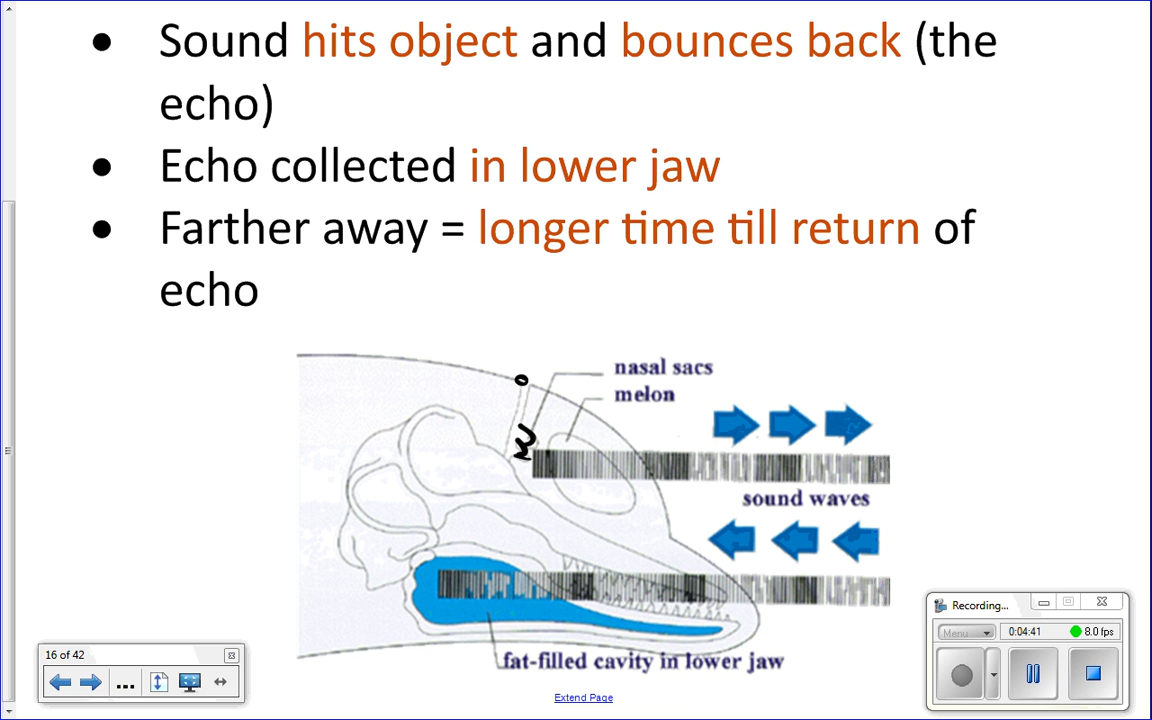 • Sound hits object and bounces back (the
echo)
• Echo collected in lower jaw
• Farther away = longer time till return of
echo
nasal sacs
melon
sound waves
fat-filled cavity in lower jaw
Extend Page
16 of 42
...
Recording...
Menu
0:04:41
8.0 fps